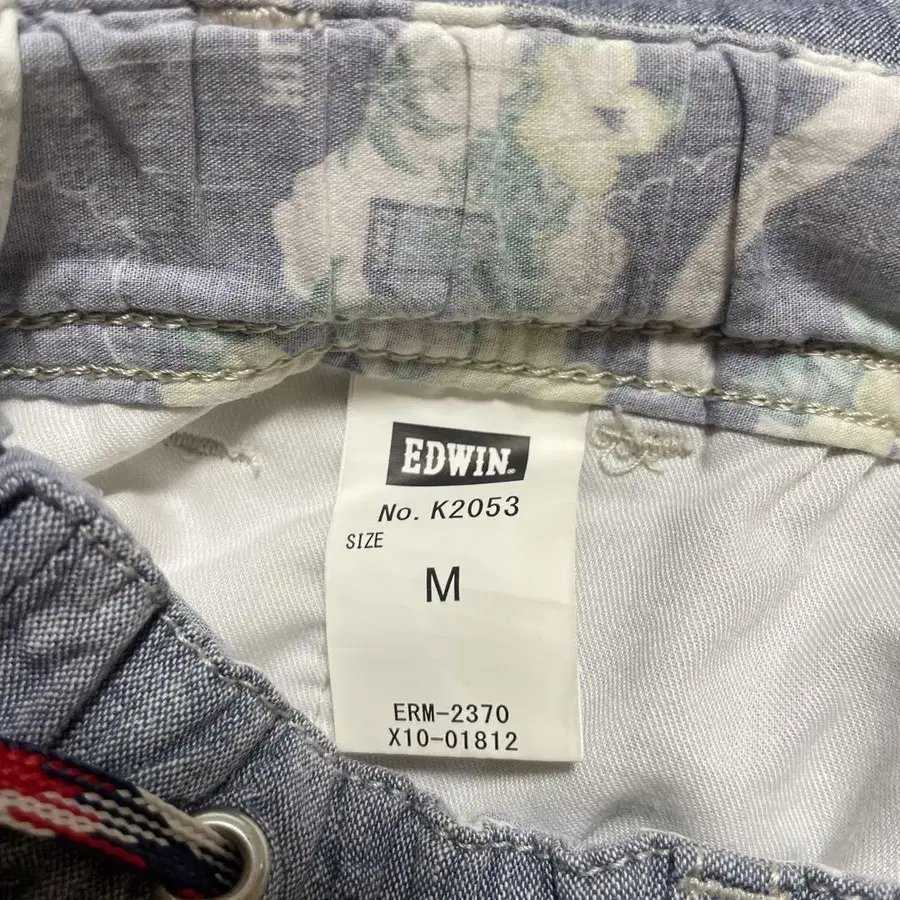 EDWIN®
No. K2053
SIZE
M
ERM-2370
X10-01812